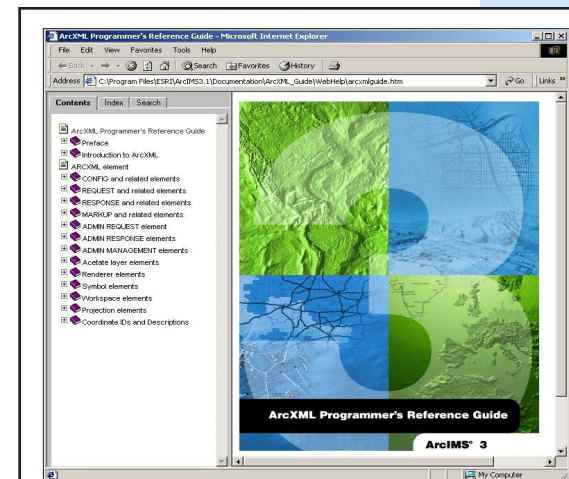 ArcXML Programmer's Reference Guide - Microsoft Internet Explorer
File Edit View Favorites Tools Help
Back Search Favorites History
Address C:\Program Files\ESRI\ArcIMS3.1\Documentation\ArcXML_Guide\WebHelp\arcxmlguide.htm Go Links »
Contents Index Search
ArcXML Programmer's Reference Guide
Preface
Introduction to ArcXML
ARCXML element
CONFIG and related elements
REQUEST and related elements
RESPONSE and related elements
MARKUP and related elements
ADMIN REQUEST element
ADMIN RESPONSE elements
ADMIN MANAGEMENT elements
Acetate layer elements
Renderer elements
Symbol elements
Workspace elements
Projection elements
Coordinate IDs and Descriptions
3
ArcXML Programmer's Reference Guide
ArcIMS® 3
My Computer